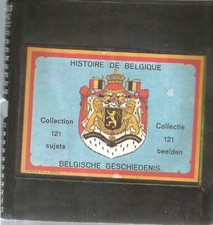 HISTOIRE DE BELGIQUE
Collection
121
sujets
Collectie
121
beelden
BELGISCHE GESCHIEDENIS